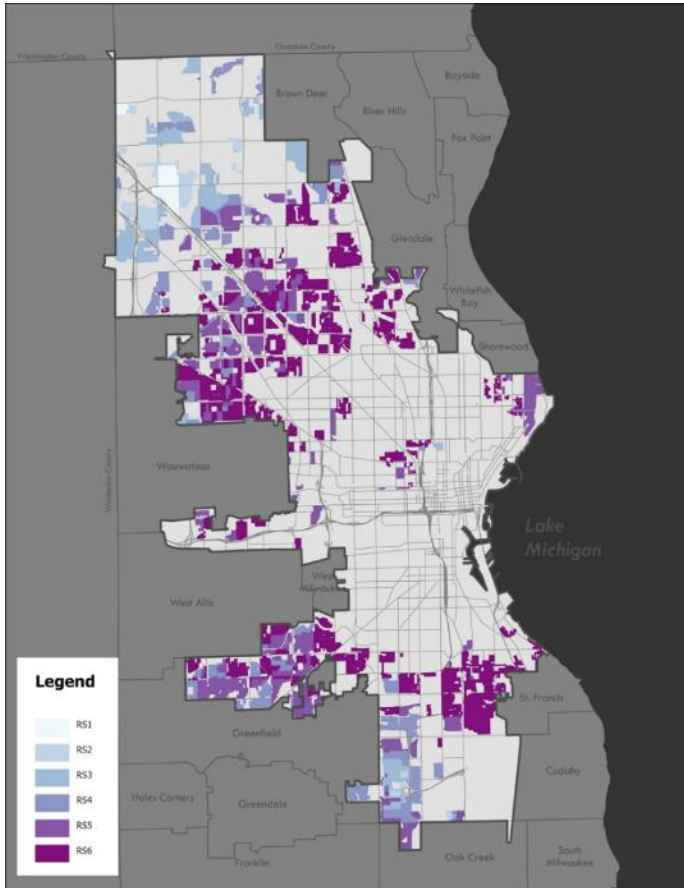 Washington County
Ozaukee County
Bayside
Brown Deer
River Hills
Fox Point
Glendale
Whitefish
Bay
Shorewood
Wauwatosa
Waukesha County
Lake
Michigan
West
Milwaukee
West Allis
Legend
RS1
RS2
RS3
RS4
RS5
RS6
St. Francis
Greenfield
Cudahy
Hales Corners
Greendale
Franklin
Oak Creek
South
Milwaukee